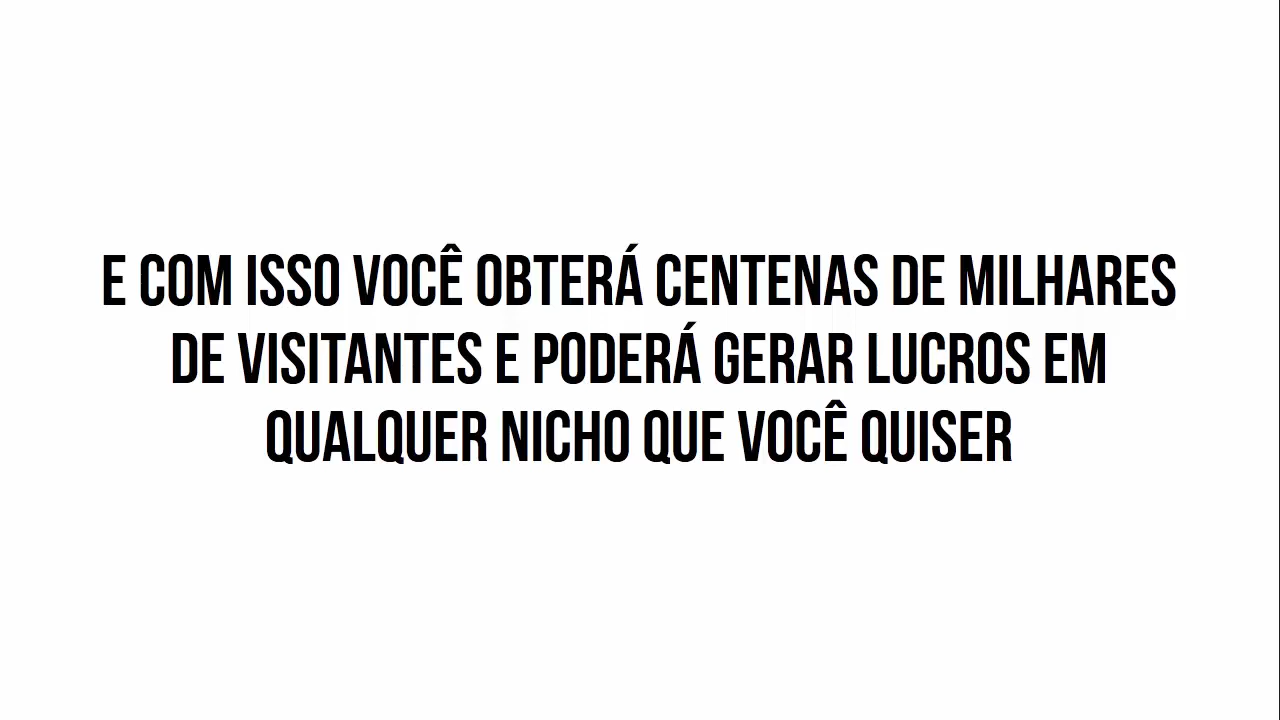 E COM ISSO VOCÊ OBTERÁ CENTENAS DE MILHARES
DE VISITANTES E PODERÁ GERAR LUCROS EM
QUALQUER NICHO QUE VOCÊ QUISER